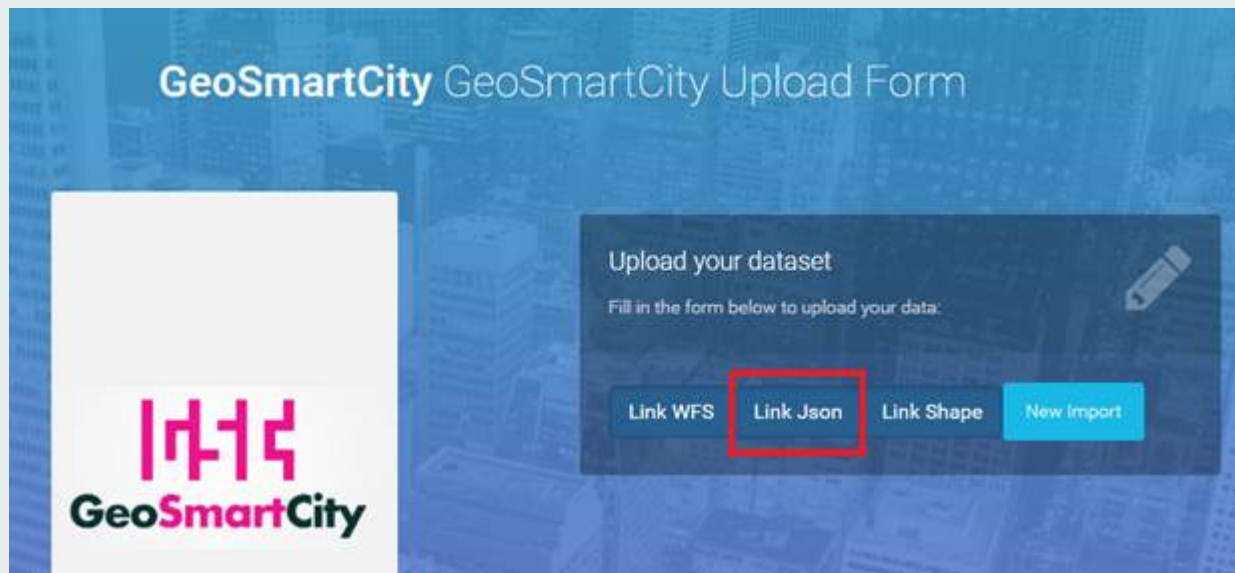 GeoSmartCity GeoSmartCity Upload Form
Upload your dataset
Fill in the form below to upload your data:
Link WFS Link Json Link Shape New Import
GeoSmartCity